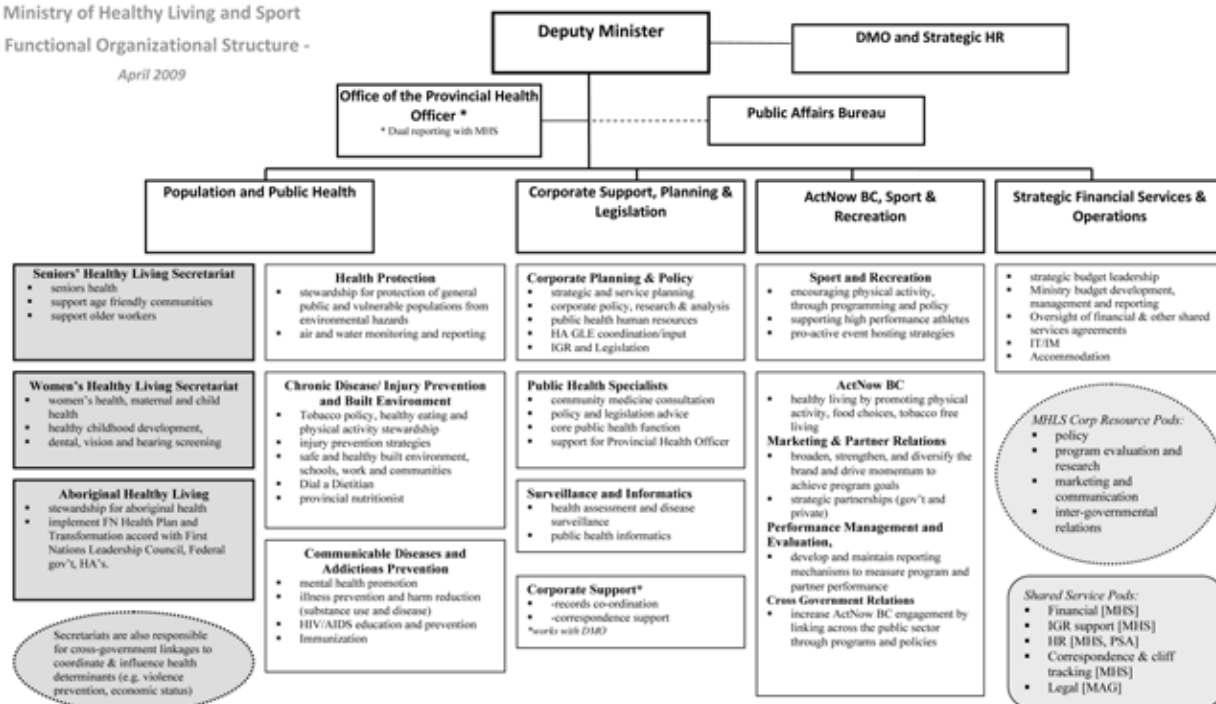 Ministry of Healthy Living and Sport
Functional Organizational Structure -
April 2009
Deputy Minister
DMO and Strategic HR
Office of the Provincial Health
Officer *
* Dual reporting with MHS
Public Affairs Bureau
Population and Public Health
Corporate Support, Planning &
Legislation
ActNow BC, Sport &
Recreation
Strategic Financial Services &
Operations
Seniors' Healthy Living Secretariat
▪ seniors health
▪ support age friendly communities
▪ support older workers
Women's Healthy Living Secretariat
▪ women's health, maternal and child
health
▪ healthy childhood development,
▪ dental, vision and hearing screening
Aboriginal Healthy Living
▪ stewardship for aboriginal health
▪ implement FN Health Plan and
Transformation accord with First
Nations Leadership Council, Federal
gov't, HA's.
Secretariats are also responsible
for cross-government linkages to
coordinate & influence health
determinants (e.g. violence
prevention, economic status)
Health Protection
▪ stewardship for protection of general
public and vulnerable populations from
environmental hazards
▪ air and water monitoring and reporting
Chronic Disease/ Injury Prevention
and Built Environment
▪ Tobacco policy, healthy eating and
physical activity stewardship
▪ injury prevention strategies
▪ safe and healthy built environment,
schools, work and communities
▪ Dial a Dietitian
▪ provincial nutritionist
Communicable Diseases and
Addictions Prevention
▪ mental health promotion
▪ illness prevention and harm reduction
(substance use and disease)
▪ HIV/AIDS education and prevention
▪ Immunization
Corporate Planning & Policy
▪ strategic and service planning
▪ corporate policy, research & analysis
▪ public health human resources
▪ HA GLE coordination/input
▪ IGR and Legislation
Public Health Specialists
▪ community medicine consultation
▪ policy and legislation advice
▪ core public health function
▪ support for Provincial Health Officer
Surveillance and Informatics
▪ health assessment and disease
surveillance
▪ public health informatics
Corporate Support*
▪ -records co-ordination
▪ -correspondence support
*works with DMO
Sport and Recreation
▪ encouraging physical activity,
through programming and policy
▪ supporting high performance athletes
▪ pro-active event hosting strategies
ActNow BC
▪ healthy living by promoting physical
activity, food choices, tobacco free
living
Marketing & Partner Relations
▪ broaden, strengthen, and diversify the
brand and drive momentum to
achieve program goals
▪ strategic partnerships (gov't and
private)
Performance Management and
Evaluation,
▪ develop and maintain reporting
mechanisms to measure program and
partner performance
Cross Government Relations
▪ increase ActNow BC engagement by
linking across the public sector
through programs and policies
▪ strategic budget leadership
▪ Ministry budget development,
management and reporting
▪ Oversight of financial & other shared
services agreements
▪ IT/IM
▪ Accommodation
MHLS Corp Resource Pods:
▪ policy
▪ program evaluation and
research
▪ marketing and
communication
▪ inter-governmental
relations
Shared Service Pods:
▪ Financial [MHS]
▪ IGR support [MHS]
▪ HR [MHS, PSA]
▪ Correspondence & cliff
tracking [MHS]
▪ Legal [MAG]